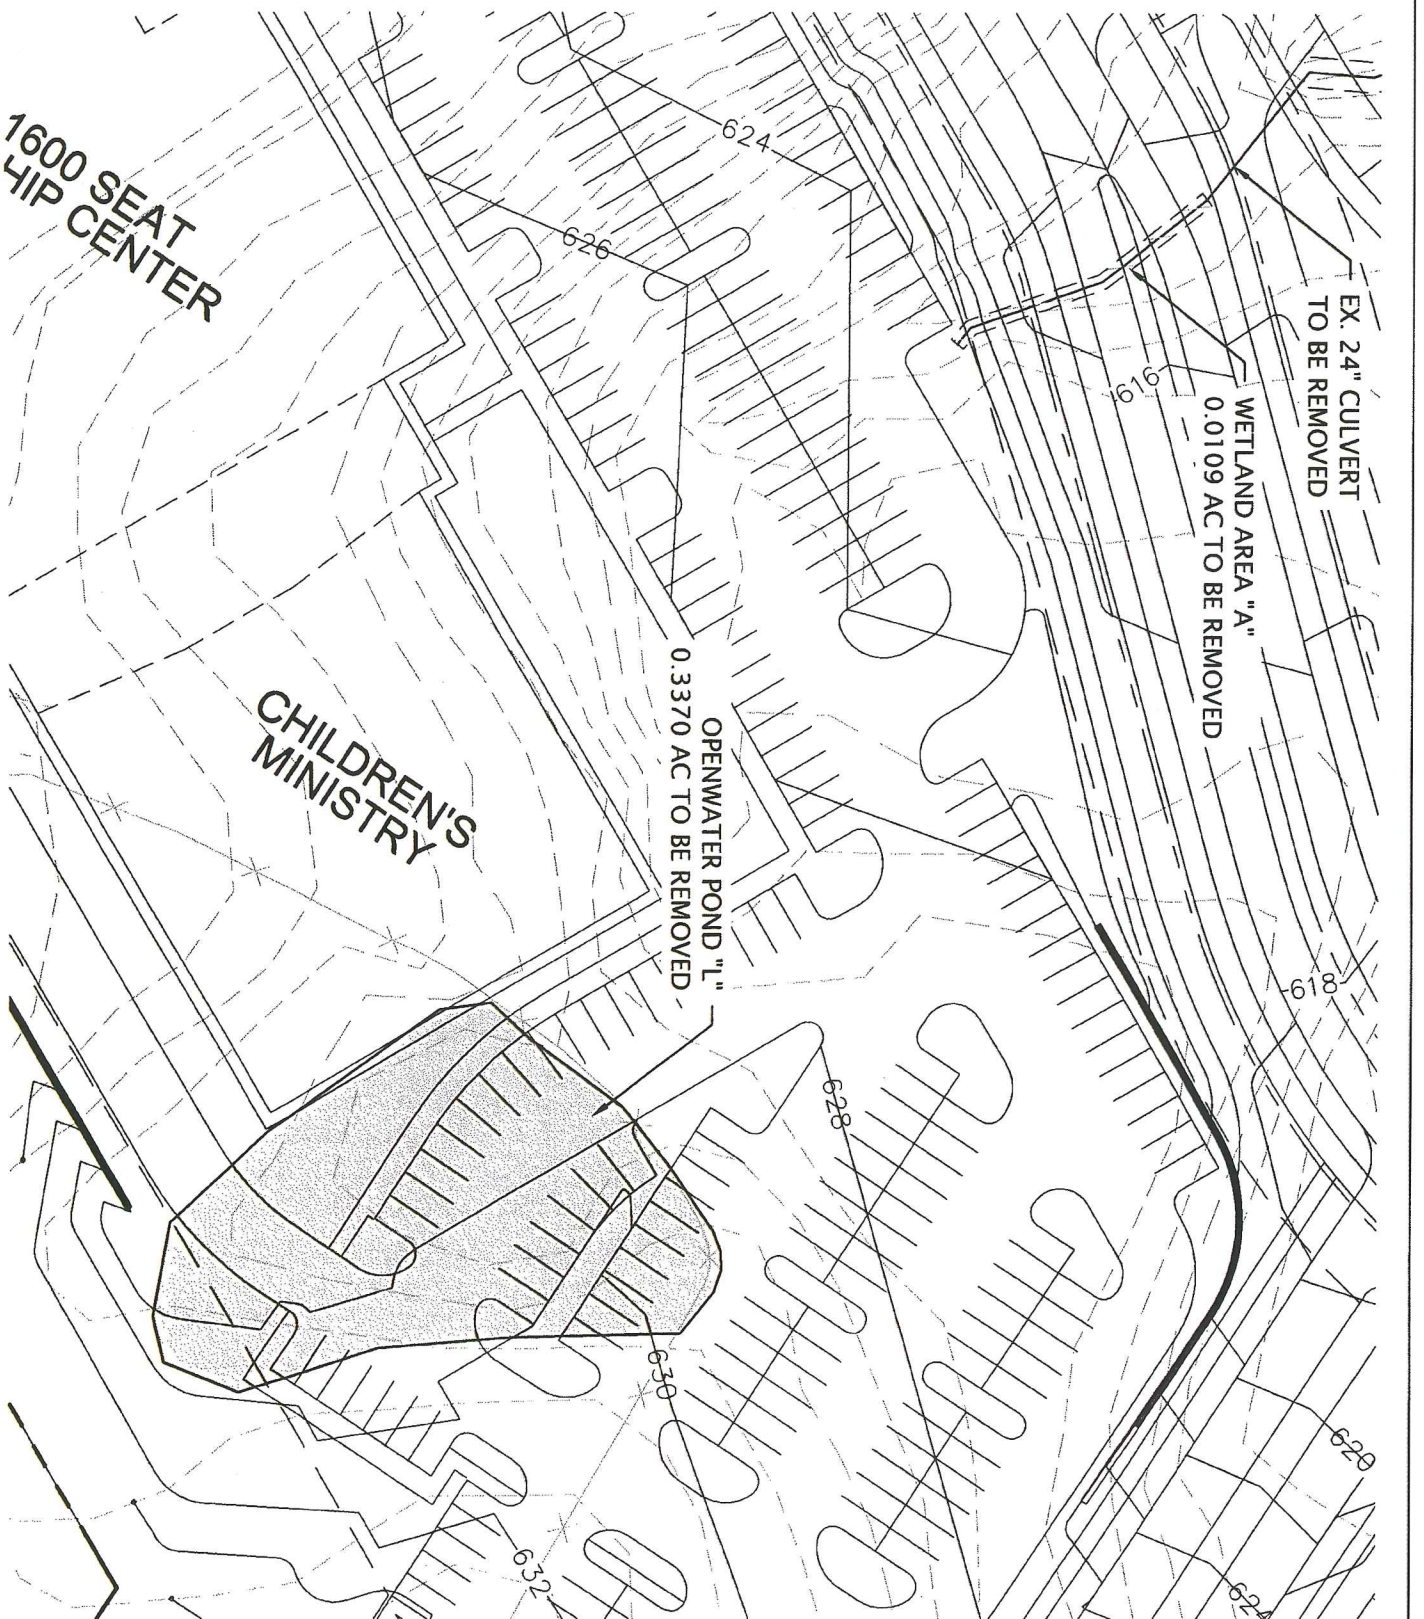 1600 SEAT
HIP CENTER
CHILDREN'S
MINISTRY
EX. 24" CULVERT
TO BE REMOVED
WETLAND AREA "A"
0.0109 AC TO BE REMOVED
OPENWATER POND "L"
0.3370 AC TO BE REMOVED
624
626
616
618
628
630
632
620
624